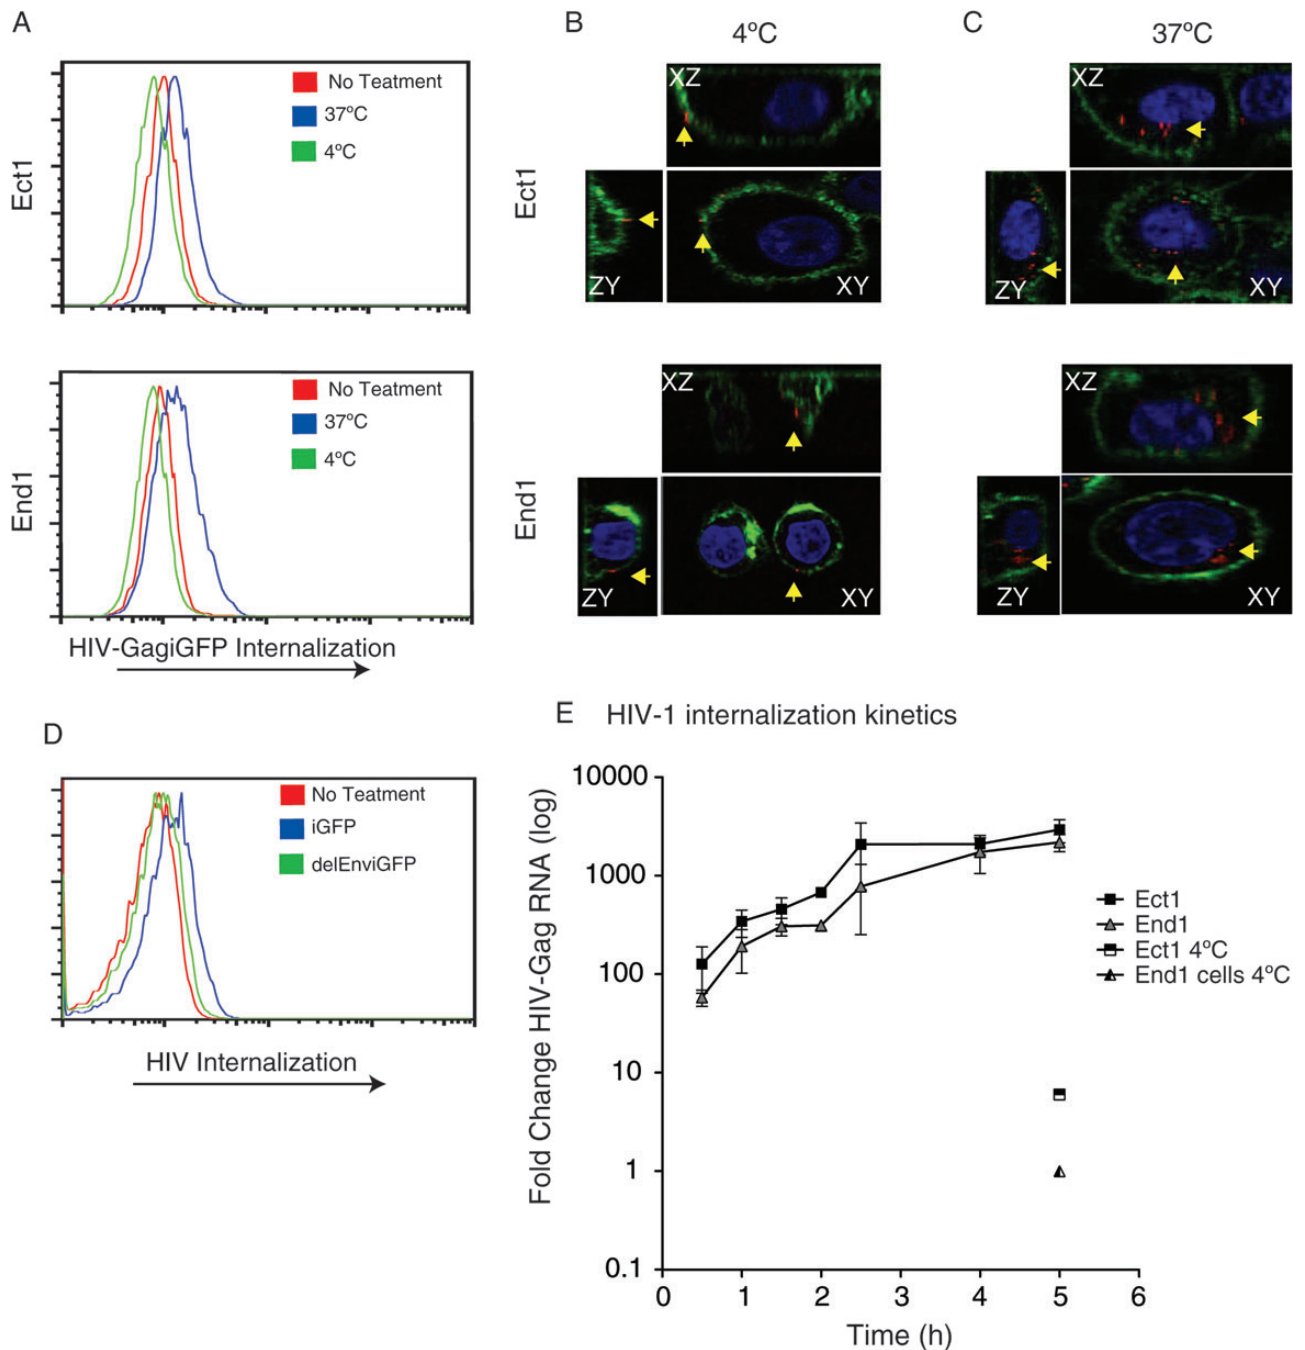 A
Ect1
No Treatment
37ºC
4ºC
End1
No Treatment
37ºC
4ºC
HIV-GagiGFP Internalization
B
4ºC
Ect1
XZ
ZY
XY
End1
XZ
ZY
XY
C
37ºC
XZ
ZY
XY
XZ
ZY
XY
D
No Teatment
iGFP
delEnviGFP
HIV Internalization
E HIV-1 internalization kinetics
Fold Change HIV-Gag RNA (log)
10000
1000
100
10
1
0.1
0 1 2 3 4 5 6
Time (h)
Ect1
End1
Ect1 4ºC
End1 cells 4ºC